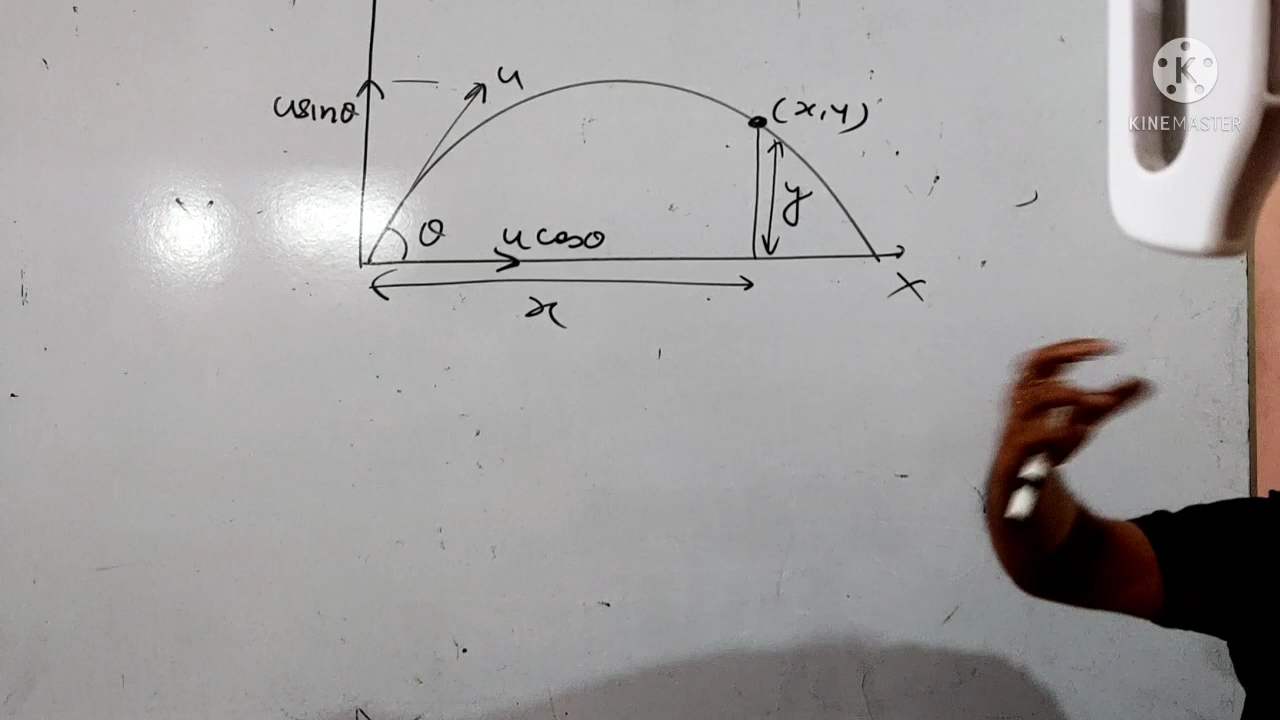 u
usinθ
(x,y)
y
θ
ucosθ
x
X
K
KINEMASTER